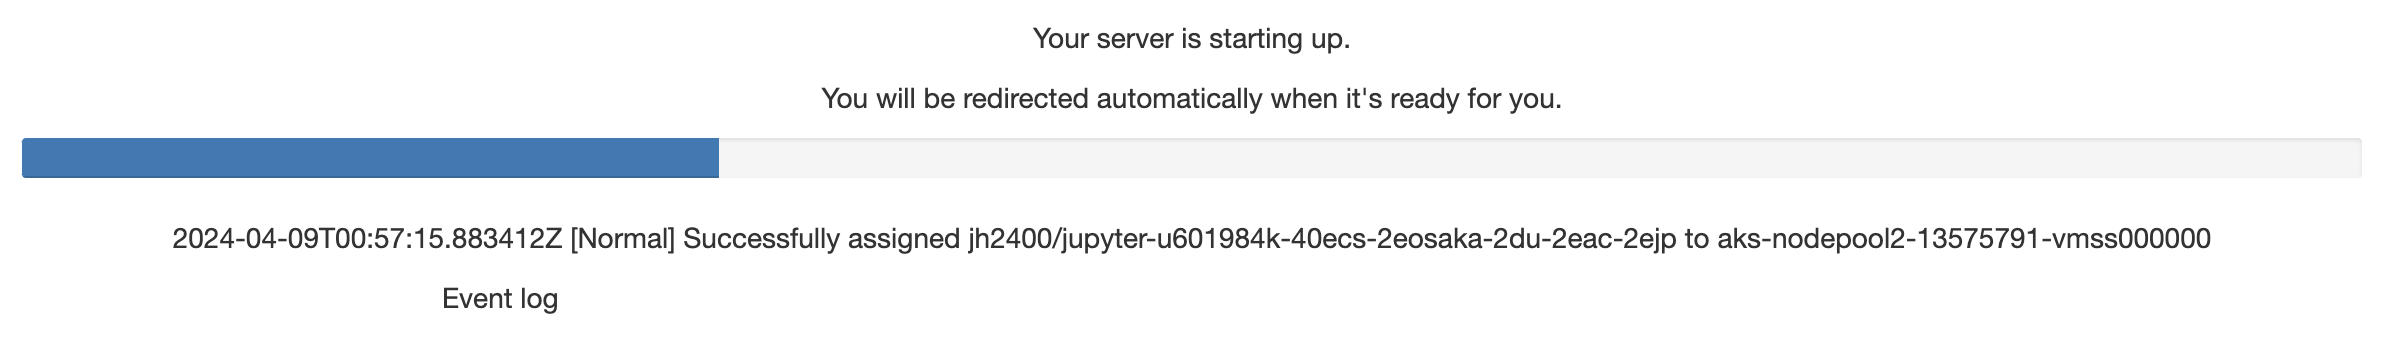 Your server is starting up.
You will be redirected automatically when it's ready for you.
2024-04-09T00:57:15.883412Z [Normal] Successfully assigned jh2400/jupyter-u601984k-40ecs-2eosaka-2du-2eac-2ejp to aks-nodepool2-13575791-vmss000000
Event log